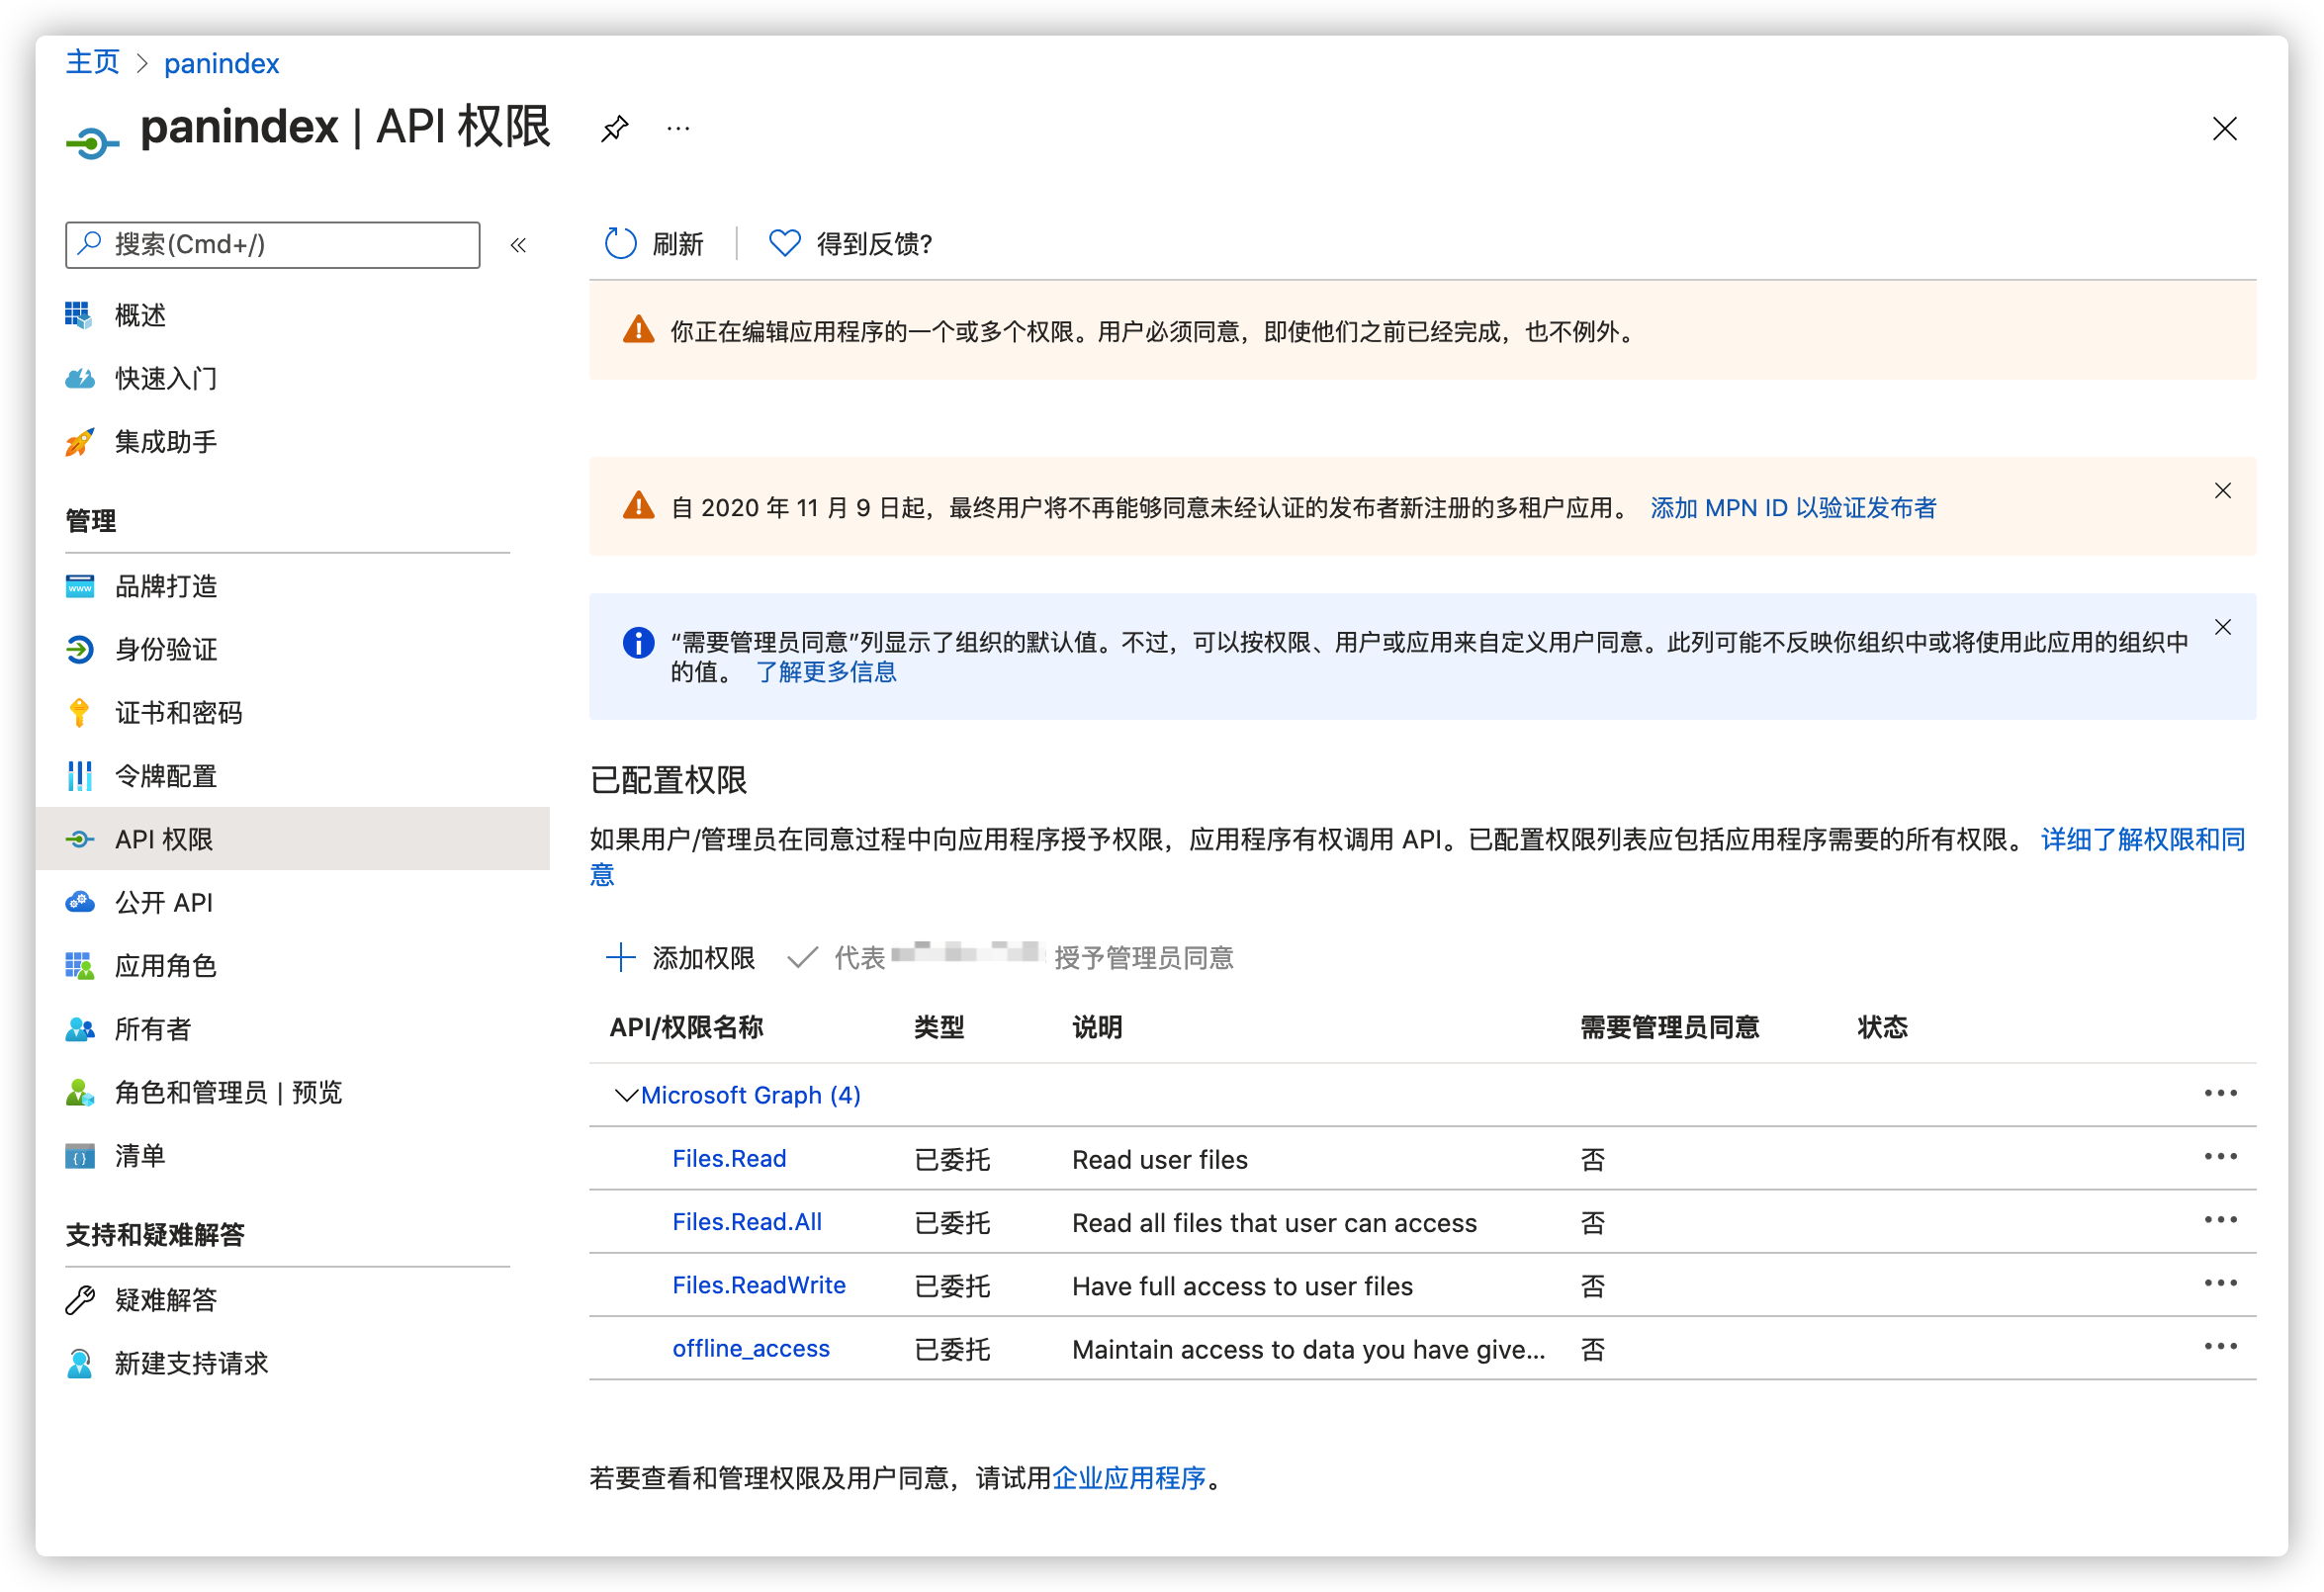 主页 > panindex
panindex | API 权限
搜索(Cmd+/)
概述
快速入门
集成助手
管理
品牌打造
身份验证
证书和密码
令牌配置
API 权限
公开 API
应用角色
所有者
角色和管理员 | 预览
清单
支持和疑难解答
疑难解答
新建支持请求
刷新 得到反馈?
你正在编辑应用程序的一个或多个权限。用户必须同意，即使他们之前已经完成，也不例外。
自 2020 年 11 月 9 日起，最终用户将不再能够同意未经认证的发布者新注册的多租户应用。 添加 MPN ID 以验证发布者
“需要管理员同意”列显示了组织的默认值。不过，可以按权限、用户或应用来自定义用户同意。此列可能不反映你组织中或将使用此应用的组织中
的值。 了解更多信息
已配置权限
如果用户/管理员在同意过程中向应用程序授予权限，应用程序有权调用 API。已配置权限列表应包括应用程序需要的所有权限。 详细了解权限和同
意
添加权限 代表 授予管理员同意
API/权限名称 类型 说明 需要管理员同意 状态
Microsoft Graph (4)
Files.Read 已委托 Read user files 否
Files.Read.All 已委托 Read all files that user can access 否
Files.ReadWrite 已委托 Have full access to user files 否
offline_access 已委托 Maintain access to data you have give... 否
若要查看和管理权限及用户同意，请试用企业应用程序。